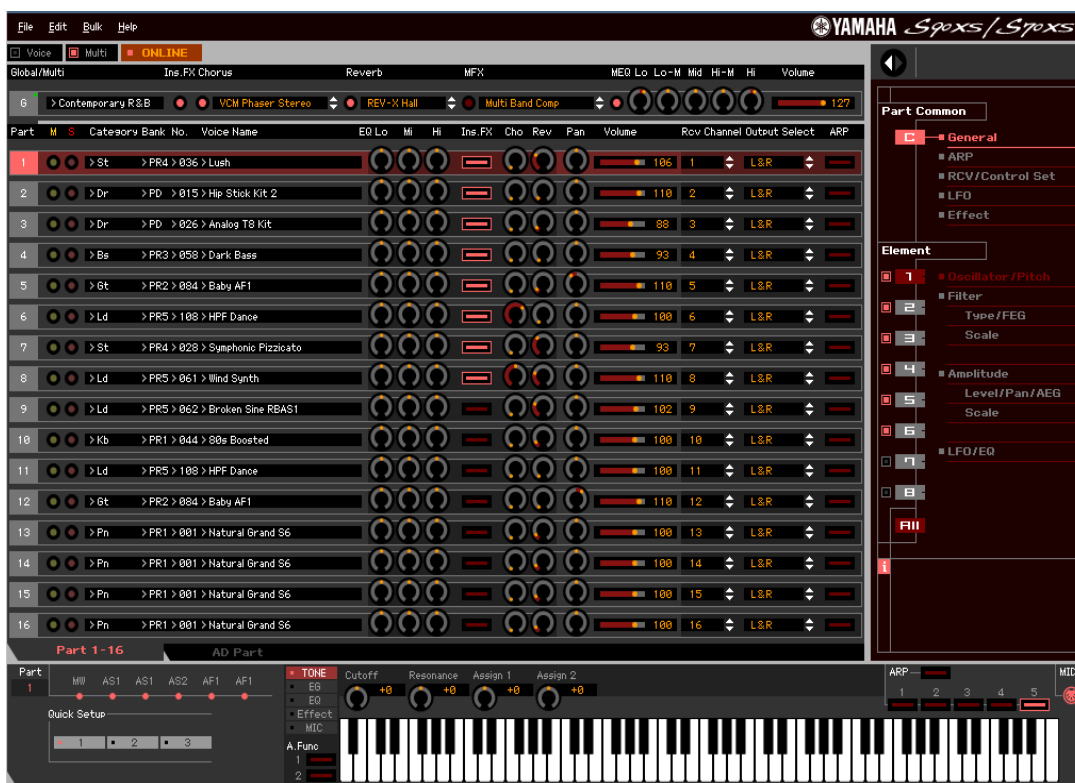 File Edit Bulk Help
YAMAHA S90XS/S70XS
Voice Multi ONLINE
Global/Multi Ins.FX Chorus Reverb MFX MEQ Lo Lo-M Mid Hi-M Hi Volume
G > Contemporary R&B VCM Phaser Stereo REV-X Hall Multi Band Comp 127
Part M S Category Bank No. Voice Name EQ Lo Mi Hi Ins.FX Cho Rev Pan Volume Rcv Channel Output Select ARP
1 > St > PR4 > 036 > Lush 106 1 L&R
2 > Dr > PD > 015 > Hip Stick Kit 2 110 2 L&R
3 > Dr > PD > 026 > Analog T8 Kit 88 3 L&R
4 > Bs > PR3 > 058 > Dark Bass 93 4 L&R
5 > Gt > PR2 > 084 > Baby AF1 110 5 L&R
6 > Ld > PR5 > 108 > HPF Dance 100 6 L&R
7 > St > PR4 > 028 > Symphonic Pizzicato 93 7 L&R
8 > Ld > PR5 > 061 > Wind Synth 110 8 L&R
9 > Ld > PR5 > 062 > Broken Sine RBAS1 102 9 L&R
10 > Kb > PR1 > 044 > 80s Boosted 100 10 L&R
11 > Ld > PR5 > 108 > HPF Dance 100 11 L&R
12 > Gt > PR2 > 084 > Baby AF1 110 12 L&R
13 > Pn > PR1 > 001 > Natural Grand S6 100 13 L&R
14 > Pn > PR1 > 001 > Natural Grand S6 100 14 L&R
15 > Pn > PR1 > 001 > Natural Grand S6 100 15 L&R
16 > Pn > PR1 > 001 > Natural Grand S6 100 16 L&R
Part 1-16 AD Part
Part Common
C General
ARP
RCV/Control Set
LFO
Effect
Element
1 Oscillator/Pitch
2 Filter
Type/FEG
3 Scale
4 Amplitude
5 Level/Pan/AEG
Scale
6
7 LFO/EQ
8
All
i
Part
1
MW AS1 AS1 AS2 AF1 AF1
Quick Setup
1 2 3
TONE
EG
EQ
Effect
MIC
A.Func
1
2
Cutoff Resonance Assign 1 Assign 2
+0 +0 +0 +0
ARP
1 2 3 4 5